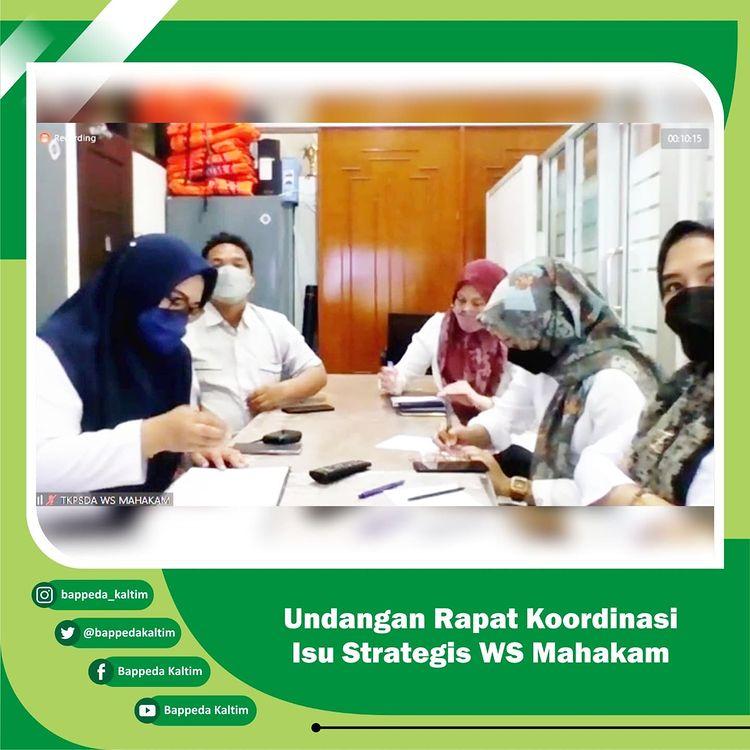 Recording
00:10:15
TKPSDA WS MAHAKAM
bappeda_kaltim
@bappedakaltim
Bappeda Kaltim
Bappeda Kaltim
Undangan Rapat Koordinasi
Isu Strategis WS Mahakam